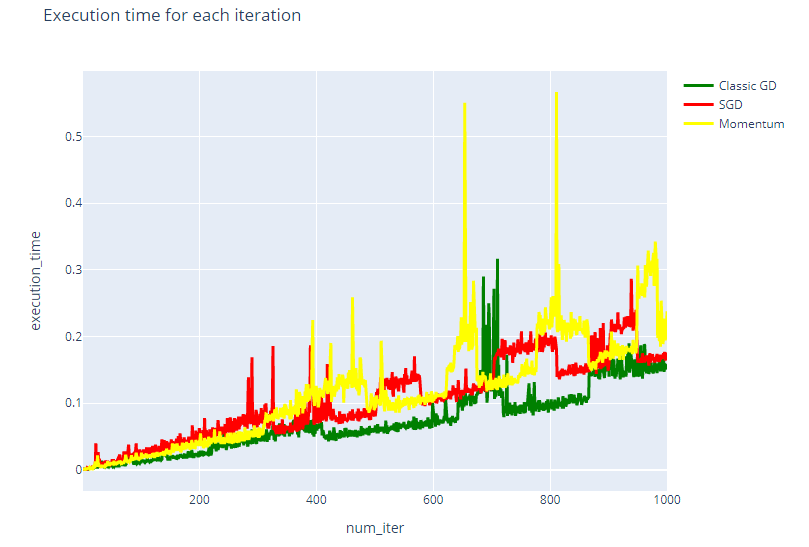 Execution time for each iteration
Classic GD
SGD
Momentum
execution_time
0.5
0.4
0.3
0.2
0.1
0
200
400
600
800
1000
num_iter